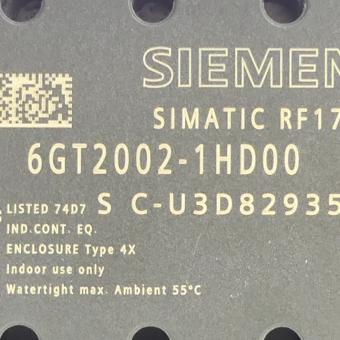 SIEMEN
SIMATIC RF17
6GT2002-1HD00
LISTED 74D7 S C-U3D82935
IND.CONT. EQ.
ENCLOSURE Type 4X
Indoor use only
Watertight max. Ambient 55°C